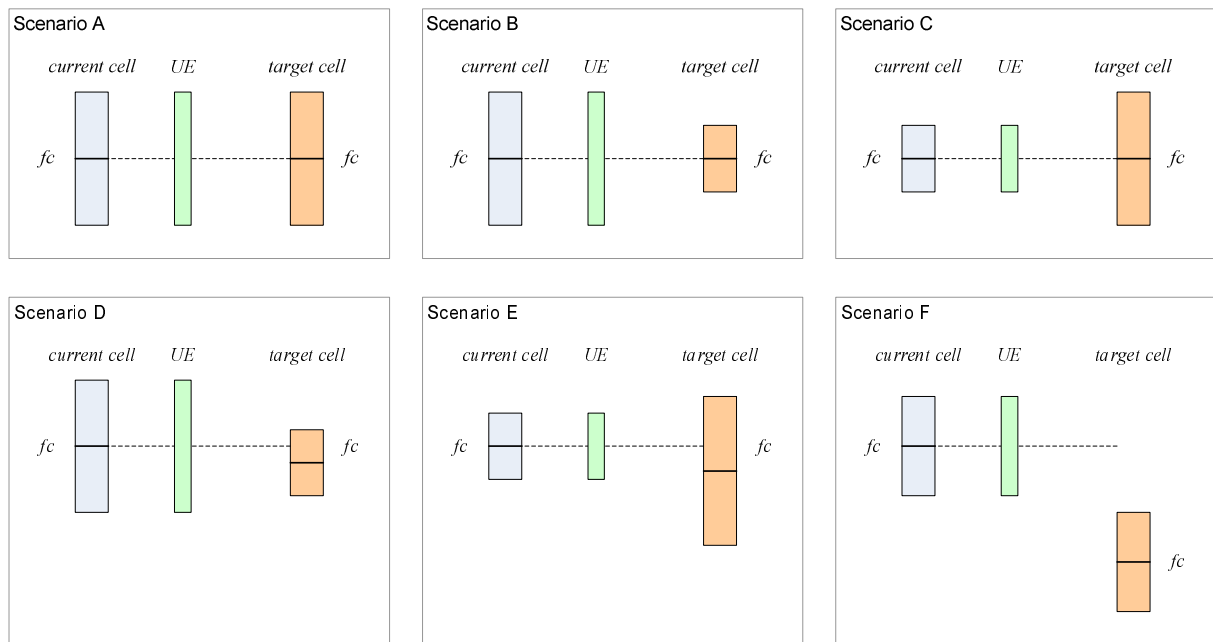 Scenario A
current cell UE target cell
fc fc
Scenario B
current cell UE target cell
fc fc
Scenario C
current cell UE target cell
fc fc
Scenario D
current cell UE target cell
fc fc
Scenario E
current cell UE target cell
fc fc
Scenario F
current cell UE target cell
fc
fc